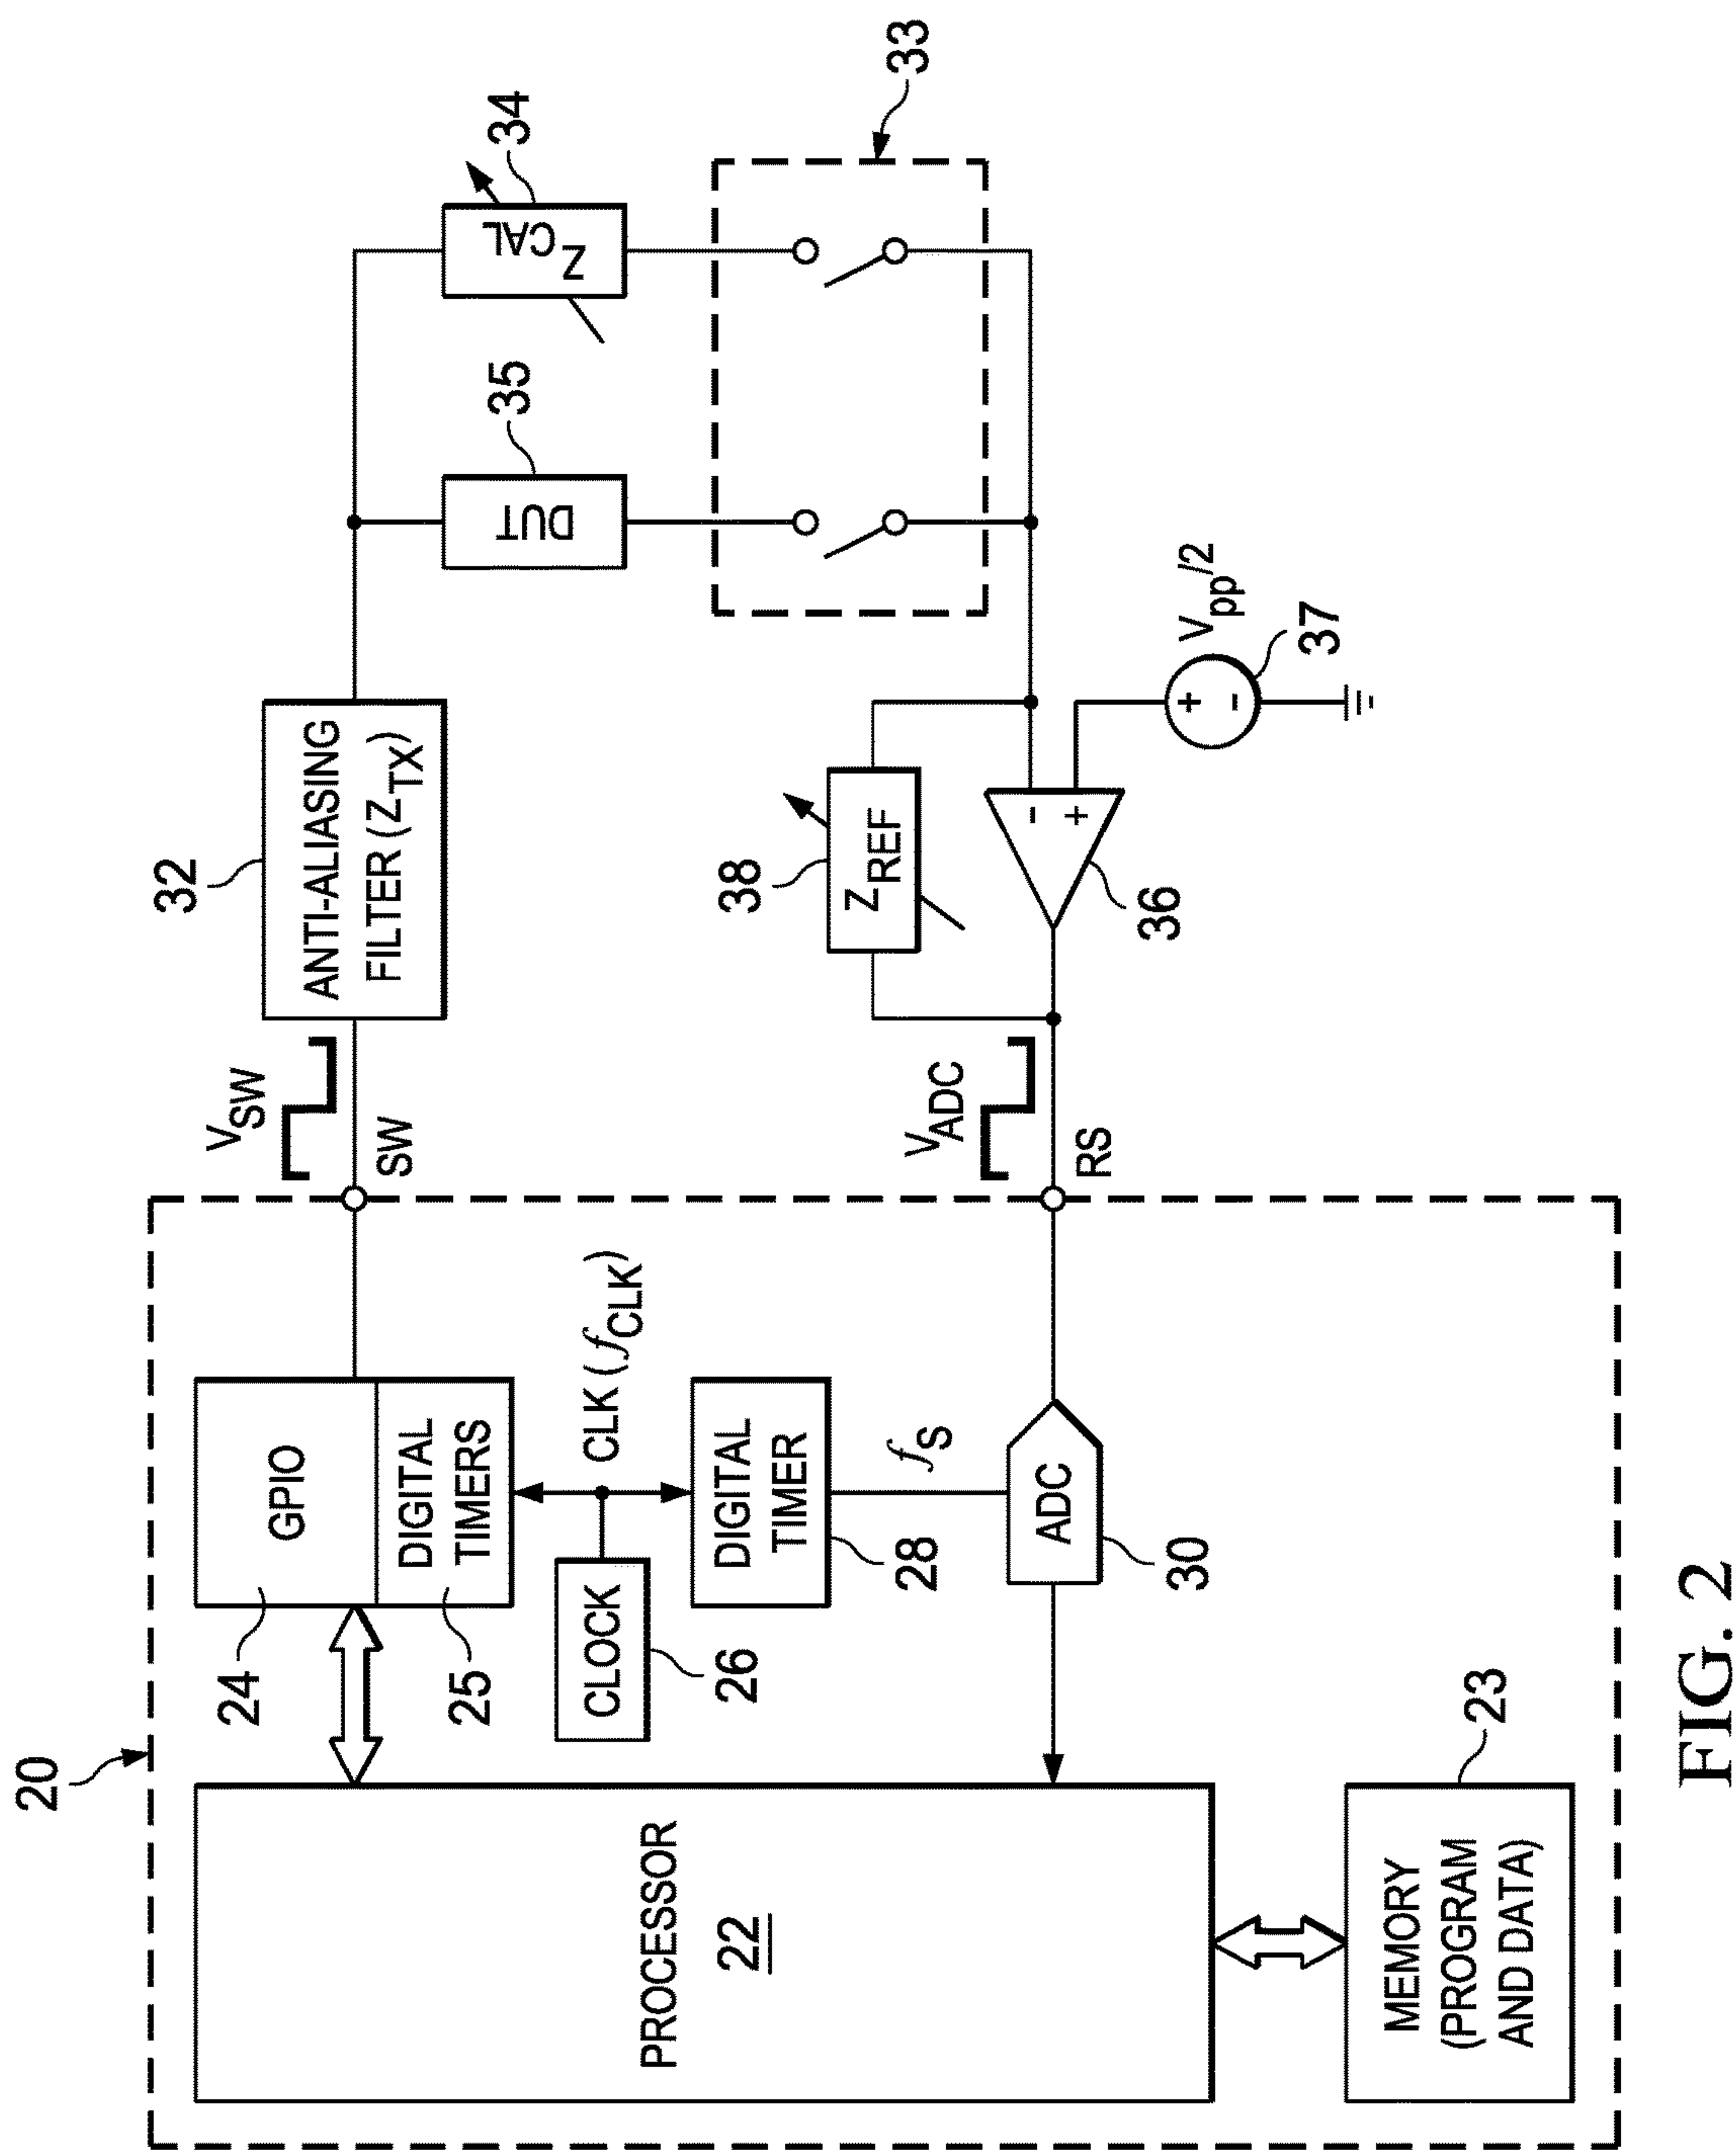 20
PROCESSOR
22
24
GPIO
25
DIGITAL
TIMERS
CLOCK
26
CLK (fCLK)
DIGITAL
TIMER
28
fS
ADC
30
MEMORY
(PROGRAM
AND DATA)
23
VSW
SW
32
ANTI-ALIASING
FILTER (ZTX)
DUT
35
ZCAL
34
33
VADC
RS
38
ZREF
-
+
36
+
-
Vpp/2
37
FIG. 2